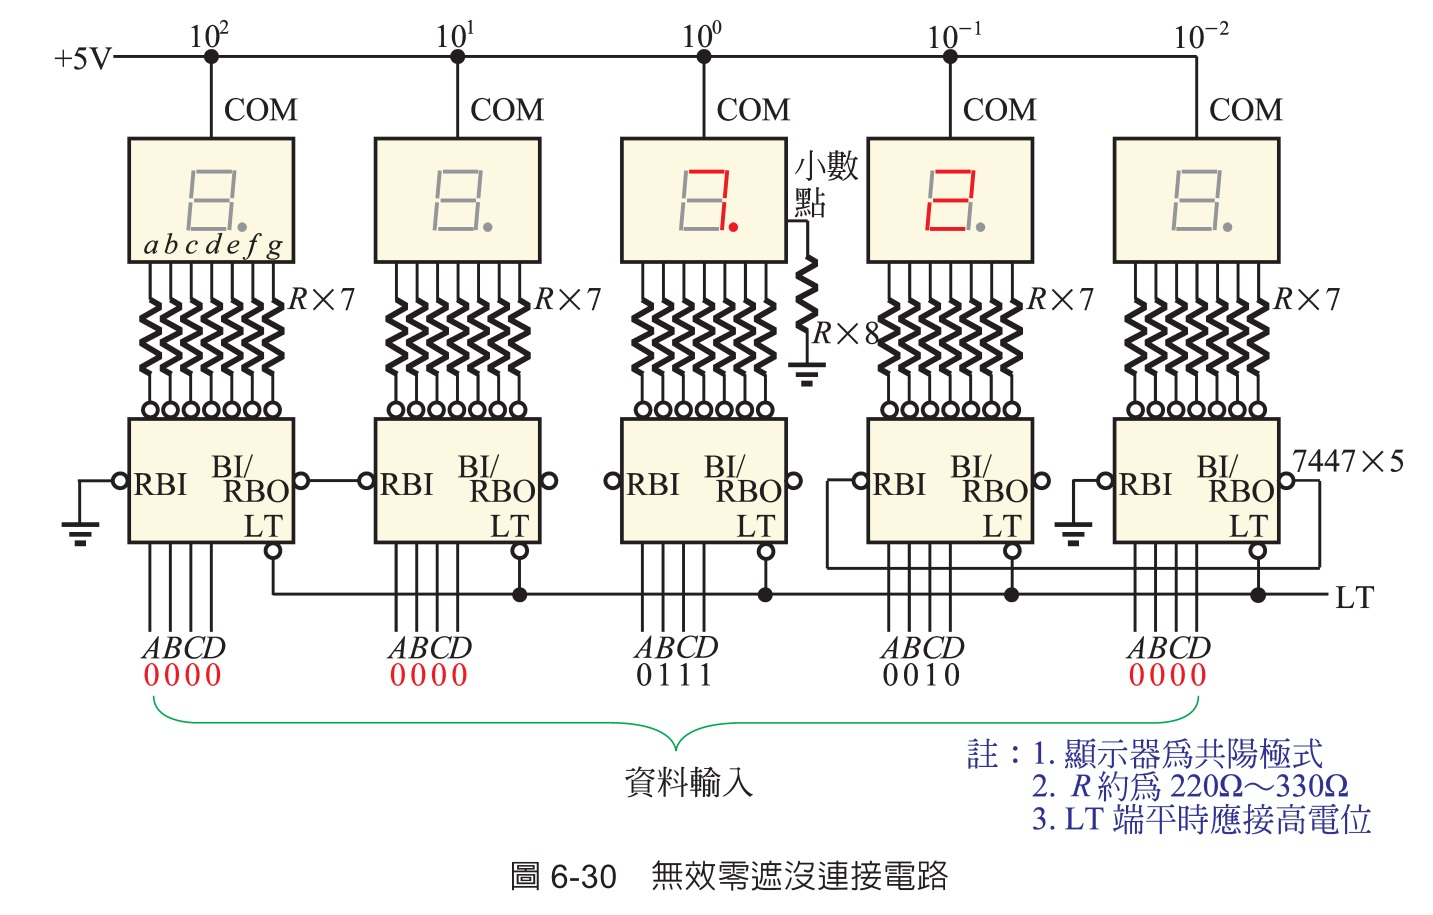 10² 10¹ 10⁰ 10⁻¹ 10⁻²
+5V
COM COM COM COM COM
小數
點
a b c d e f g
R×7 R×7 R×8 R×7 R×7
RBI BI/ RBO LT
RBI BI/ RBO LT
RBI BI/ RBO LT
RBI BI/ RBO LT
RBI BI/ RBO LT
7447×5
LT
ABCD ABCD ABCD ABCD ABCD
0000 0000 0111 0010 0000
資料輸入
註：1. 顯示器為共陽極式
2. R 約為 220Ω～330Ω
3. LT 端平時應接高電位
圖 6-30 無效零遮沒連接電路